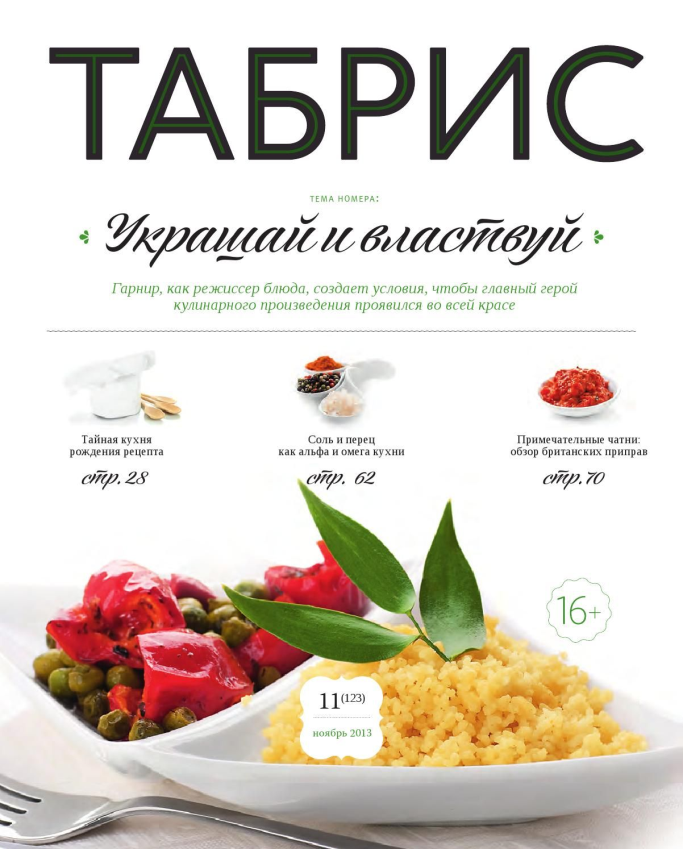 ТАБРИС
ТЕМА НОМЕРА:
Украшай и властвуй
Гарнир, как режиссер блюда, создает условия, чтобы главный герой
кулинарного произведения проявился во всей красе
Тайная кухня
рождения рецепта
стр. 28
Соль и перец
как альфа и омега кухни
стр. 62
Примечательные чатни:
обзор британских приправ
стр. 70
16+
11(123)
ноябрь 2013